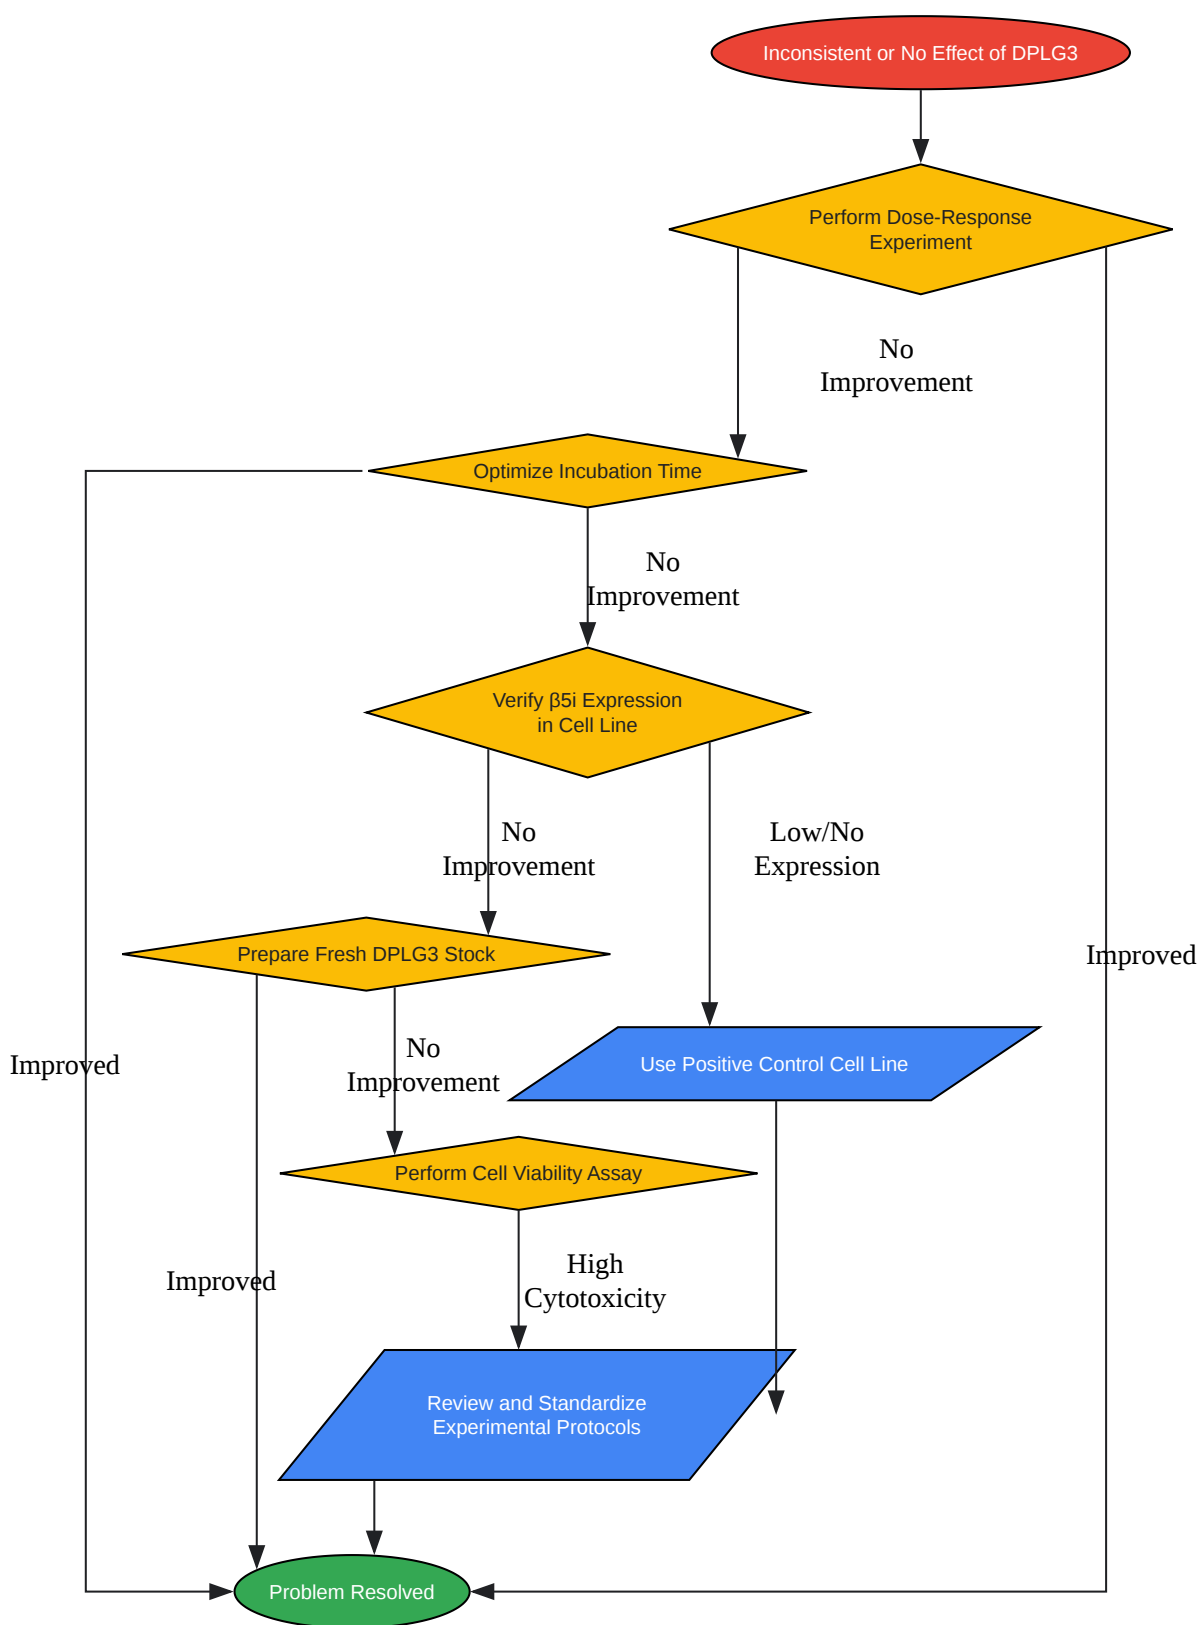 Inconsistent or No Effect of DPLG3
Perform Dose-Response
Experiment
No
Improvement
Optimize Incubation Time
No
Improvement
Verify β5i Expression
in Cell Line
No
Improvement
Low/No
Expression
Prepare Fresh DPLG3 Stock
Improved
Improved
No
Improvement
Use Positive Control Cell Line
Perform Cell Viability Assay
Improved
High
Cytotoxicity
Review and Standardize
Experimental Protocols
Problem Resolved